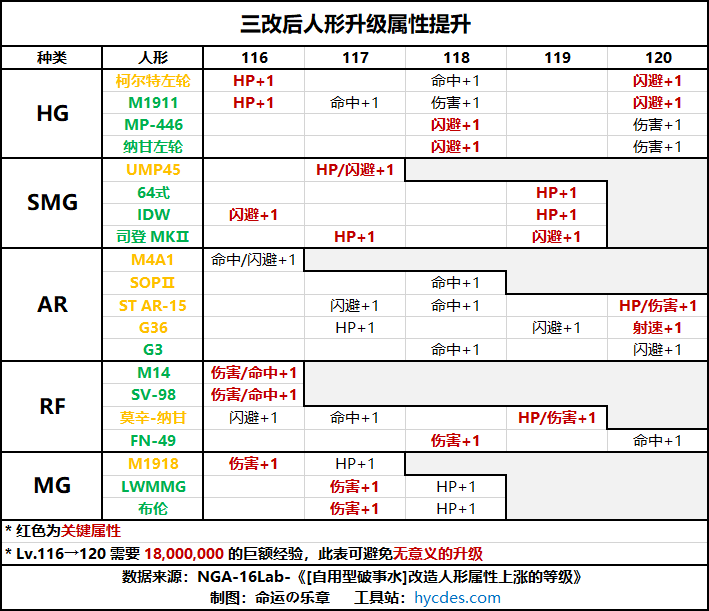 三改后人形升级属性提升
种类 人形 116 117 118 119 120
HG
柯尔特左轮 HP+1 命中+1 闪避+1
M1911 HP+1 命中+1 伤害+1 闪避+1
MP-446 闪避+1 伤害+1
纳甘左轮 闪避+1 伤害+1
SMG
UMP45 HP/闪避+1
64式 HP+1
IDW 闪避+1 HP+1
司登 MKⅡ HP+1 闪避+1
AR
M4A1 命中/闪避+1
SOPⅡ 命中+1
ST AR-15 闪避+1 命中+1 HP/伤害+1
G36 HP+1 闪避+1 射速+1
G3 命中+1 闪避+1
RF
M14 伤害/命中+1
SV-98 伤害/命中+1
莫辛-纳甘 闪避+1 命中+1 HP/伤害+1
FN-49 伤害+1 命中+1
MG
M1918 伤害+1 HP+1
LWMMG 伤害+1 HP+1
布伦 伤害+1 HP+1
* 红色为关键属性
* Lv.116→120 需要 18,000,000 的巨额经验，此表可避免无意义的升级
数据来源：NGA-16Lab-《[自用型破事水]改造人形属性上涨的等级》
制图：命运の乐章 工具站：hycdes.com